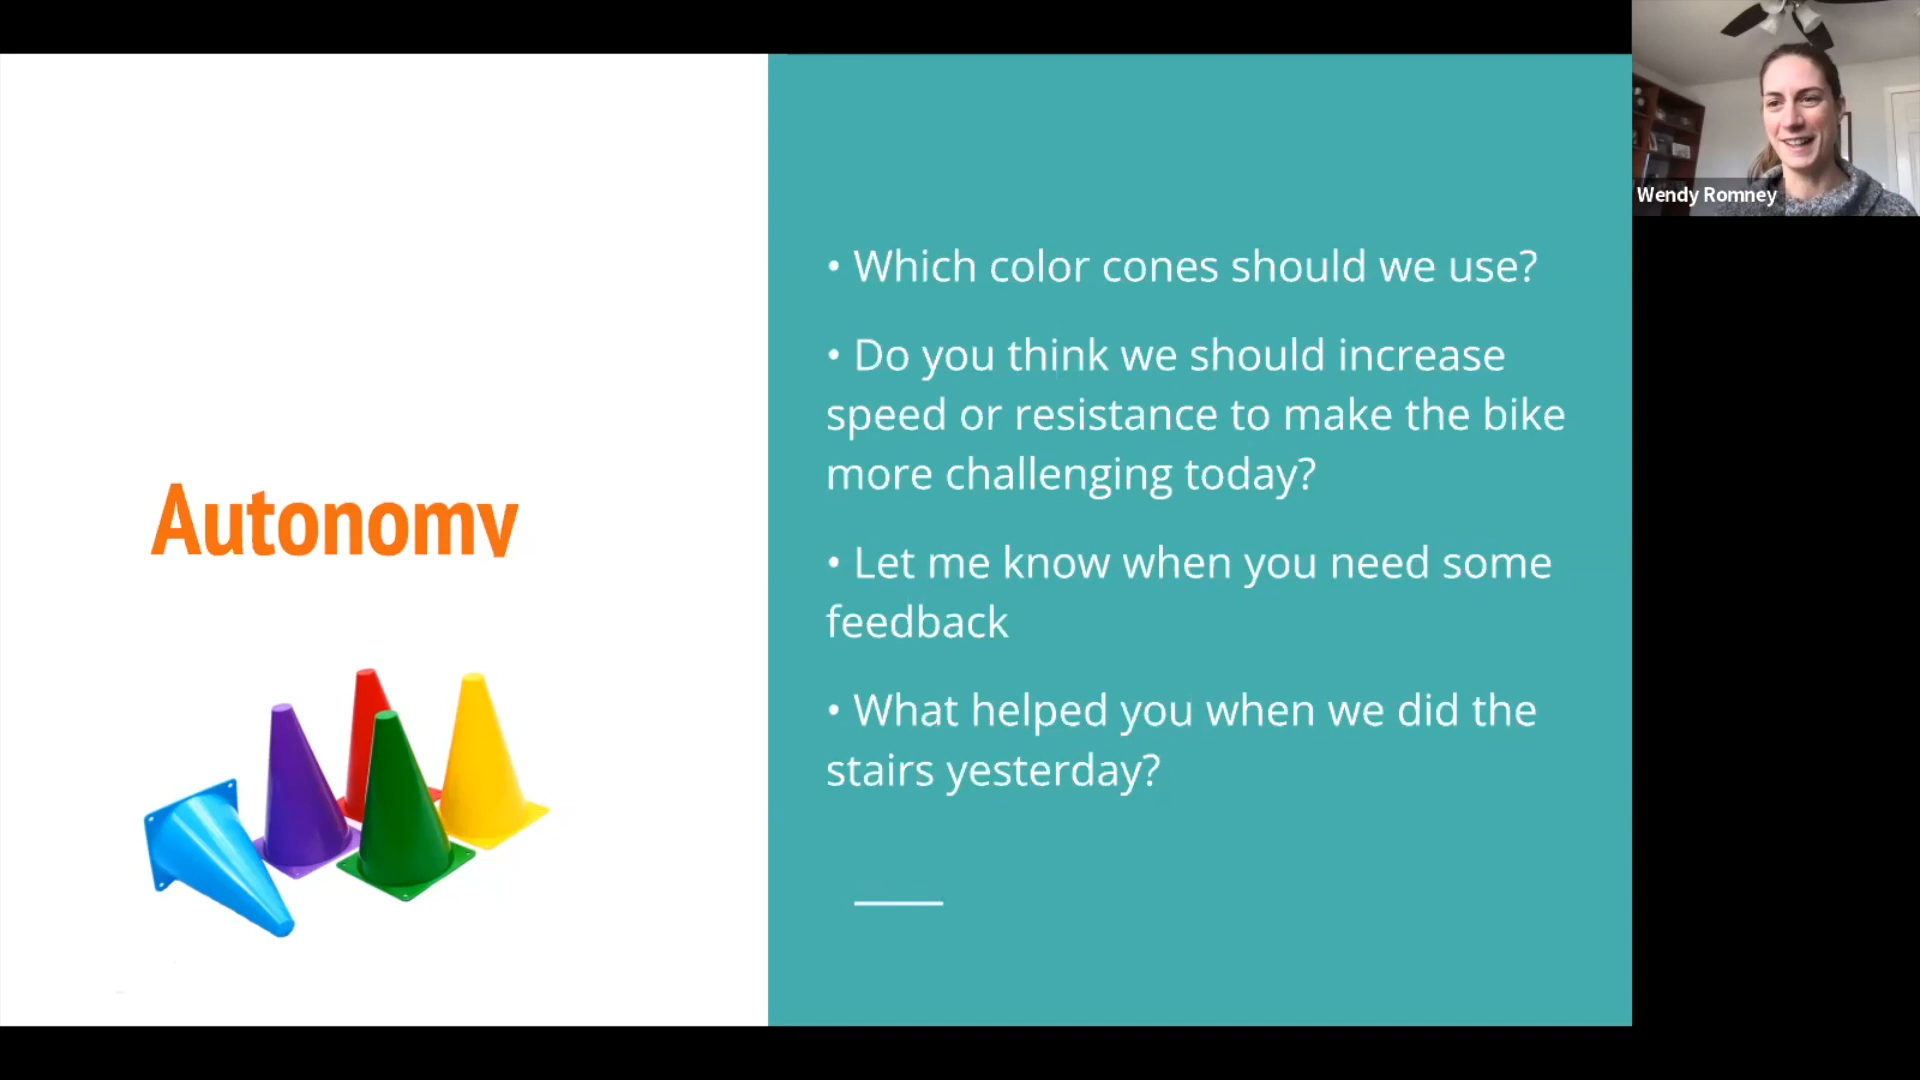 Wendy Romney
• Which color cones should we use?
• Do you think we should increase
speed or resistance to make the bike
more challenging today?
Autonomy
• Let me know when you need some
feedback
• What helped you when we did the
stairs yesterday?